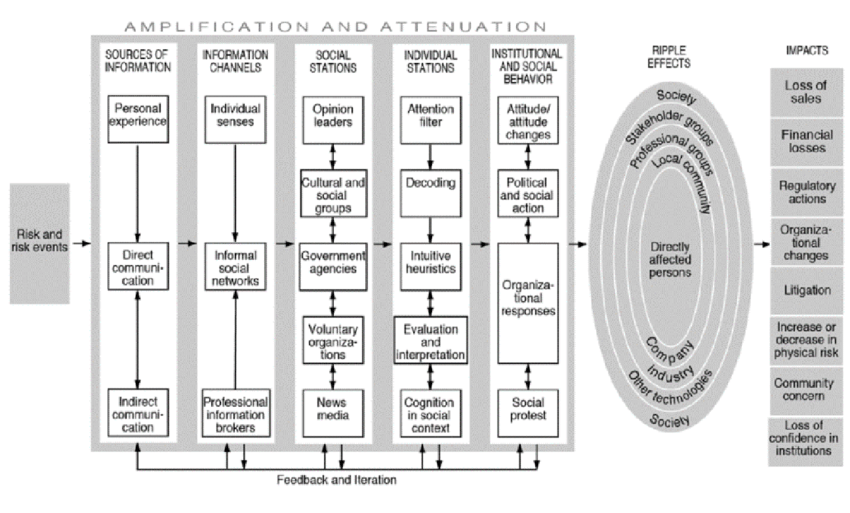 AMPLIFICATION AND ATTENUATION
SOURCES OF
INFORMATION
INFORMATION
CHANNELS
SOCIAL
STATIONS
INDIVIDUAL
STATIONS
INSTITUTIONAL
AND SOCIAL
BEHAVIOR
RIPPLE
EFFECTS
IMPACTS
Risk and
risk events
Personal
experience
Direct
communi-
cation
Indirect
communi-
cation
Individual
senses
Informal
social
networks
Professional
information
brokers
Opinion
leaders
Cultural and
social
groups
Government
agencies
Voluntary
organiza-
tions
News
media
Attention
filter
Decoding
Intuitive
heuristics
Evaluation and
interpretation
Cognition
in social
context
Attitude/
attitude
changes
Political
and social
action
Organiza-
tional
responses
Social
protest
Society
Stakeholder groups
Professional groups
Local community
Directly
affected
persons
Company
Industry
Other technologies
Society
Loss of
sales
Financial
losses
Regulatory
actions
Organiza-
tional
changes
Litigation
Increase or
decrease in
physical risk
Community
concern
Loss of
confidence in
institutions
Feedback and Iteration